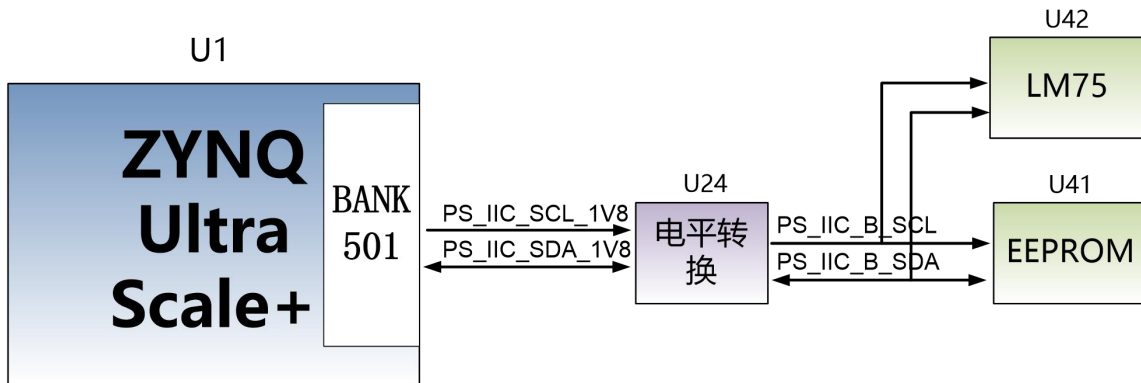 U1
ZYNQ
Ultra
Scale+
BANK
501
PS_IIC_SCL_1V8
PS_IIC_SDA_1V8
U24
电平转
换
PS_IIC_B_SCL
PS_IIC_B_SDA
U42
LM75
U41
EEPROM